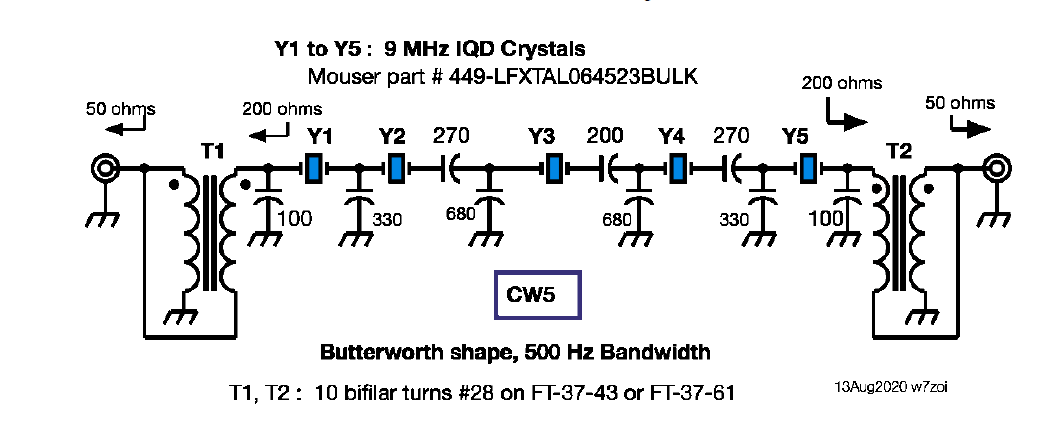 Y1 to Y5 : 9 MHz IQD Crystals
Mouser part # 449-LFXTAL064523BULK
50 ohms
200 ohms
200 ohms
50 ohms
T1
Y1
Y2
270
Y3
200
Y4
270
Y5
T2
100
330
680
680
330
100
CW5
Butterworth shape, 500 Hz Bandwidth
T1, T2 : 10 bifilar turns #28 on FT-37-43 or FT-37-61
13Aug2020 w7zoi